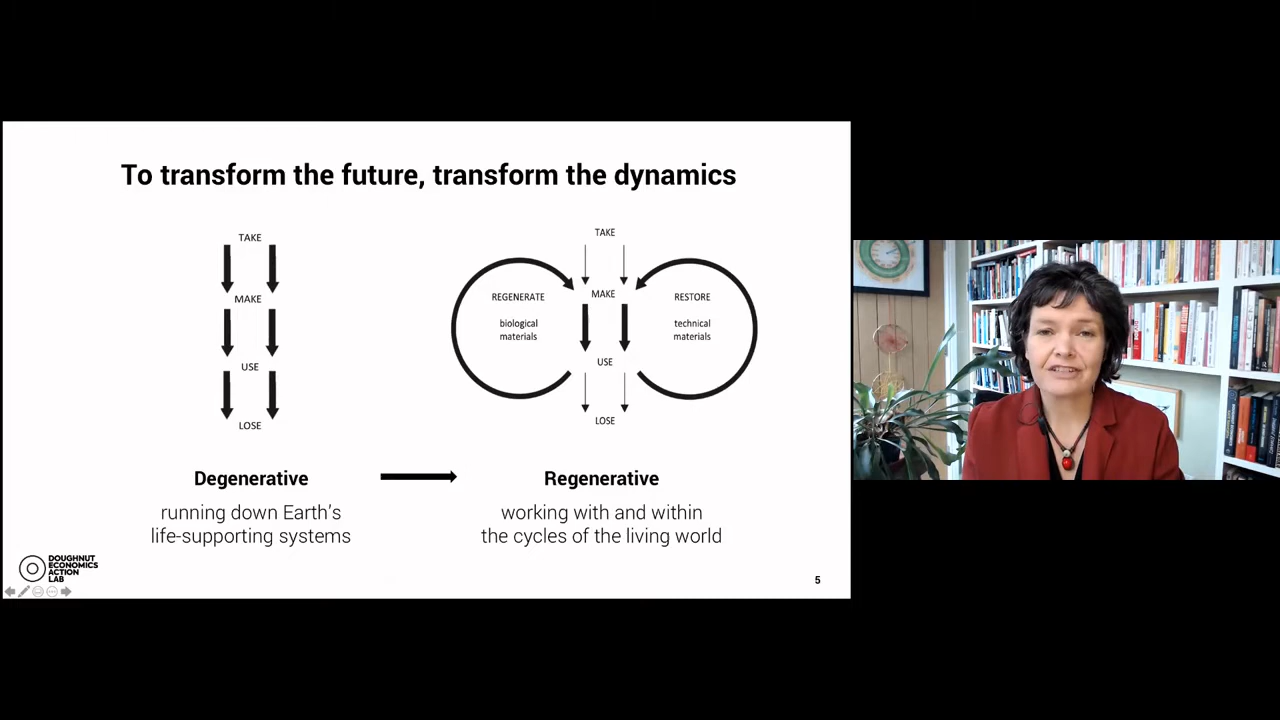 To transform the future, transform the dynamics
TAKE
MAKE
USE
LOSE
TAKE
REGENERATE
MAKE
RESTORE
biological
materials
technical
materials
USE
LOSE
Degenerative
Regenerative
running down Earth's
life-supporting systems
working with and within
the cycles of the living world
DOUGHNUT
ECONOMICS
ACTION
LAB
5